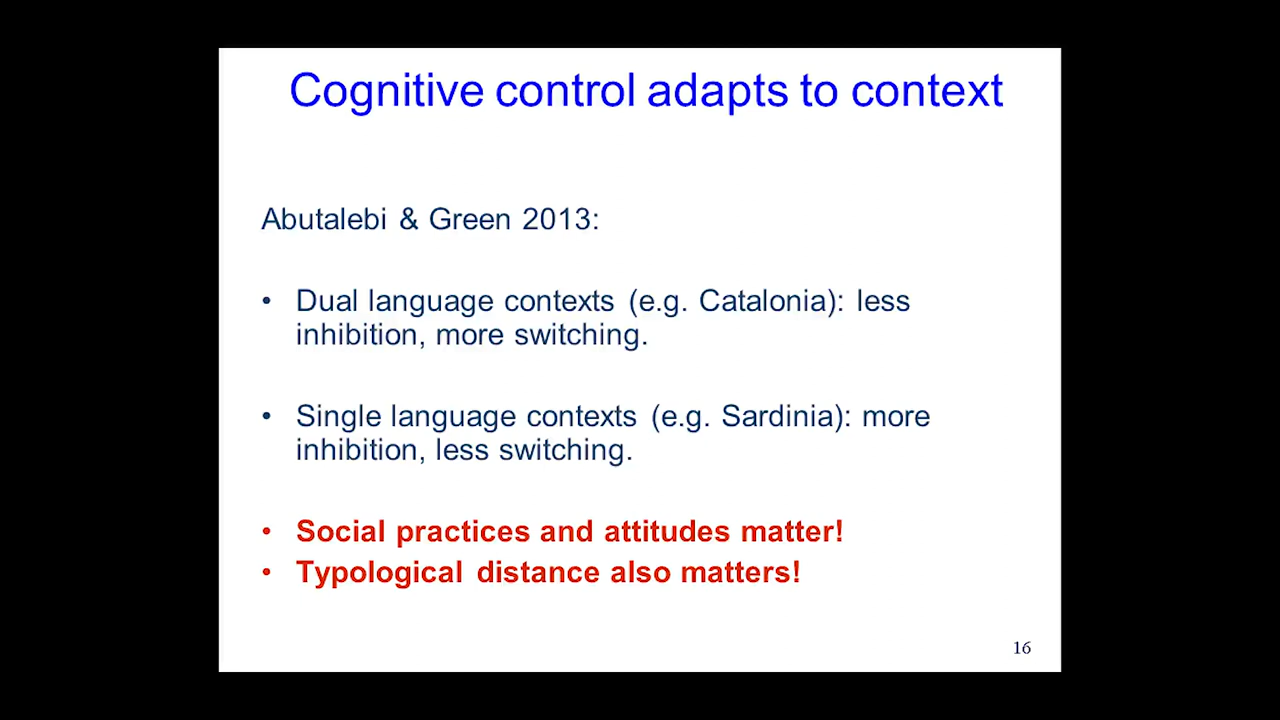 Cognitive control adapts to context
Abutalebi & Green 2013:
• Dual language contexts (e.g. Catalonia): less
inhibition, more switching.
• Single language contexts (e.g. Sardinia): more
inhibition, less switching.
• Social practices and attitudes matter!
• Typological distance also matters!
16